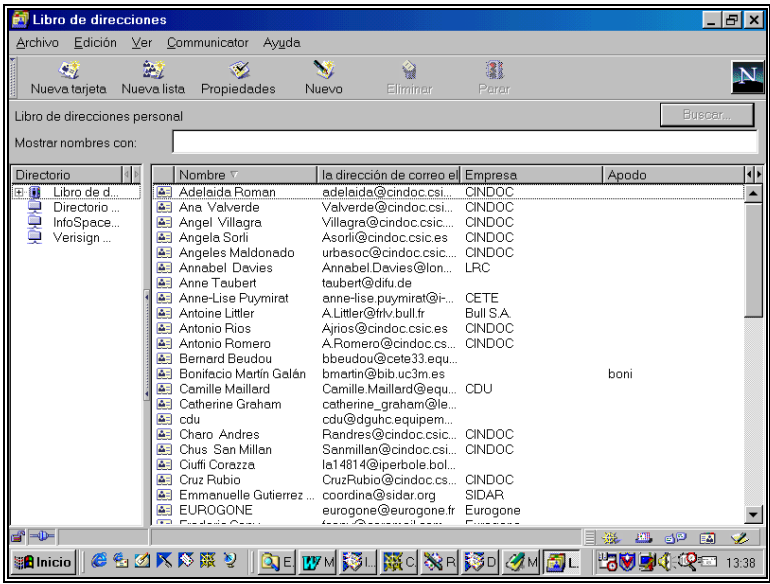 Libro de direcciones
Archivo Edición Ver Communicator Ayuda
Nueva tarjeta Nueva lista Propiedades Nuevo Eliminar Parar
N
Libro de direcciones personal Buscar...
Mostrar nombres con:
Directorio Nombre la dirección de correo el Empresa Apodo
Libro de d...
Directorio ...
InfoSpace...
Verisign ...
Adelaida Roman adelaida@cindoc.csi... CINDOC
Ana Valverde Valverde@cindoc.csi... CINDOC
Angel Villagra Villagra@cindoc.csic.... CINDOC
Angela Sorli Asorli@cindoc.csic.es CINDOC
Angeles Maldonado urbasoc@cindoc.csic... CINDOC
Annabel Davies Annabel.Davies@lon... LRC
Anne Taubert taubert@difu.de
Anne-Lise Puymirat anne-lise.puymirat@i-... CETE
Antoine Littler A.Littler@frlv.bull.fr Bull S.A.
Antonio Rios Ajrios@cindoc.csic.es CINDOC
Antonio Romero A.Romero@cindoc.cs... CINDOC
Bernard Beudou bbeudou@cete33.equ...
Bonifacio Martín Galán bmartin@bib.uc3m.es boni
Camille Maillard Camille.Maillard@equ... CDU
Catherine Graham catherine_graham@le...
cdu cdu@dguhc.equipem...
Charo Andres Randres@cindoc.csic... CINDOC
Chus San Millan Sanmillan@cindoc.csi... CINDOC
Ciuffi Corazza la14814@iperbole.bol...
Cruz Rubio CruzRubio@cindoc.cs... CINDOC
Emmanuelle Gutierrez ... coordina@sidar.org SIDAR
EUROGONE eurogone@eurogone.fr Eurogone
Inicio E M I... C R D M L 13:38